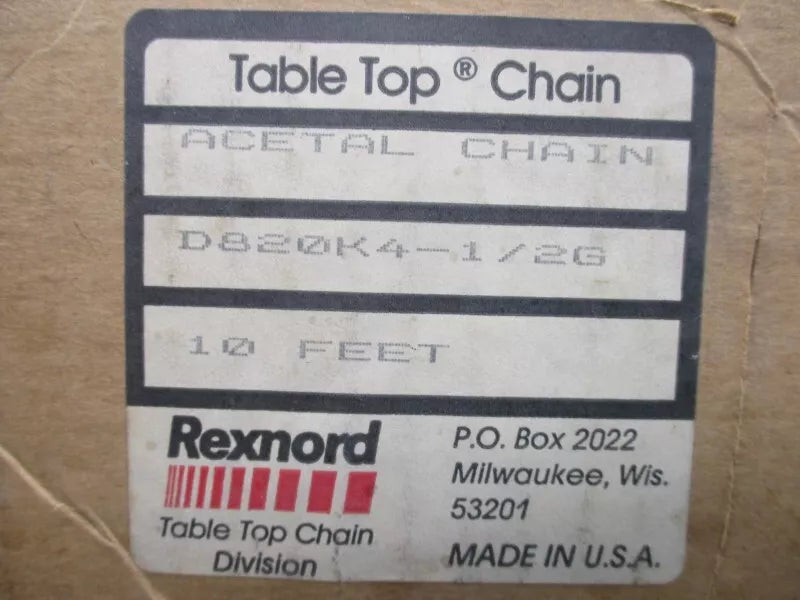 Table Top ® Chain
ACETAL CHAIN
D820K4-1/2G
10 FEET
Rexnord
Table Top Chain
Division
P.O. Box 2022
Milwaukee, Wis.
53201
MADE IN U.S.A.